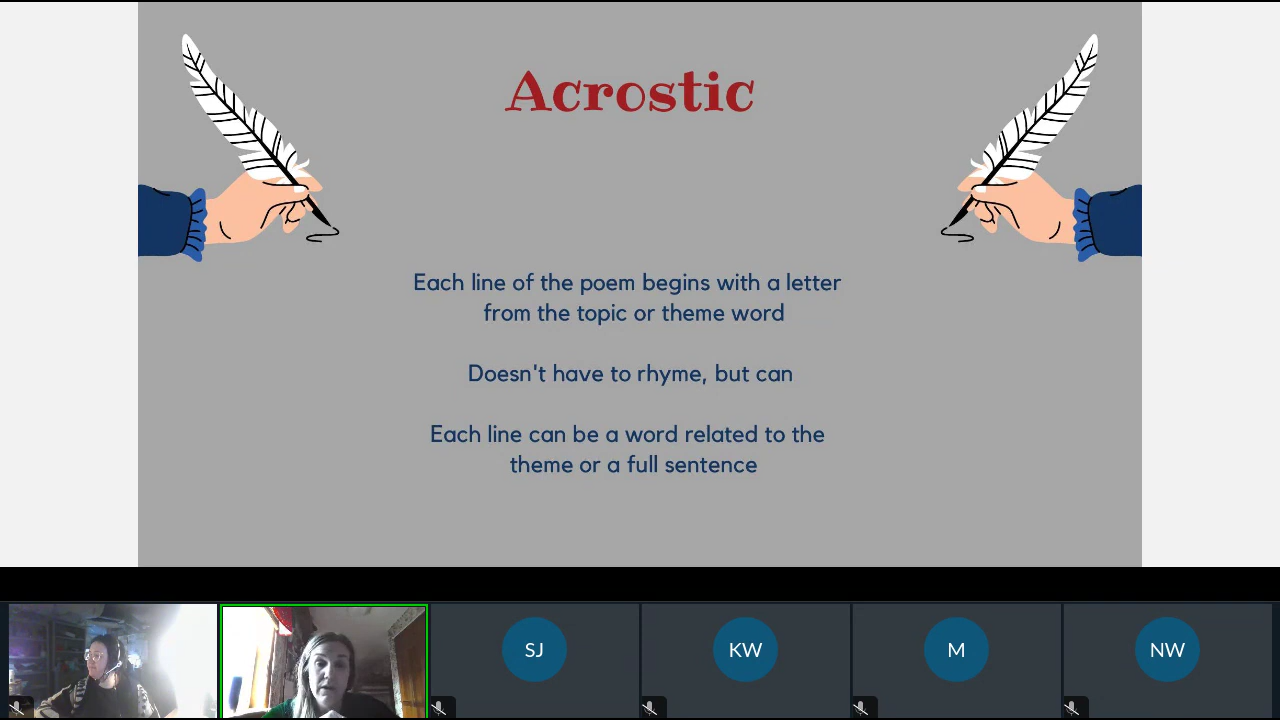 Acrostic
Each line of the poem begins with a letter
from the topic or theme word
Doesn't have to rhyme, but can
Each line can be a word related to the
theme or a full sentence
SJ
KW
M
NW